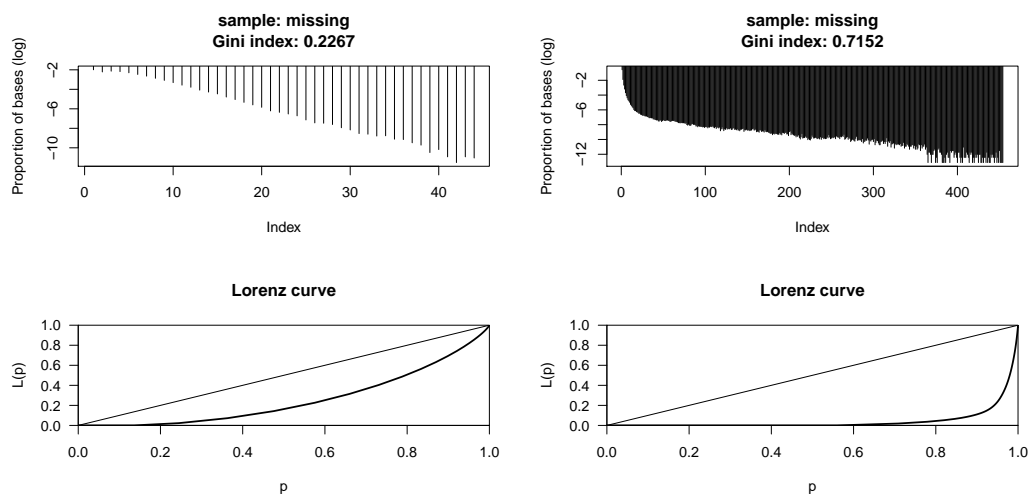 sample: missing
Gini index: 0.2267
Proportion of bases (log)
-2
-6
-10
0
10
20
30
40
Index
sample: missing
Gini index: 0.7152
Proportion of bases (log)
-2
-6
-12
0
100
200
300
400
Index
Lorenz curve
L(p)
1.0
0.8
0.6
0.4
0.2
0.0
0.0
0.2
0.4
0.6
0.8
1.0
p
Lorenz curve
L(p)
1.0
0.8
0.6
0.4
0.2
0.0
0.0
0.2
0.4
0.6
0.8
1.0
p